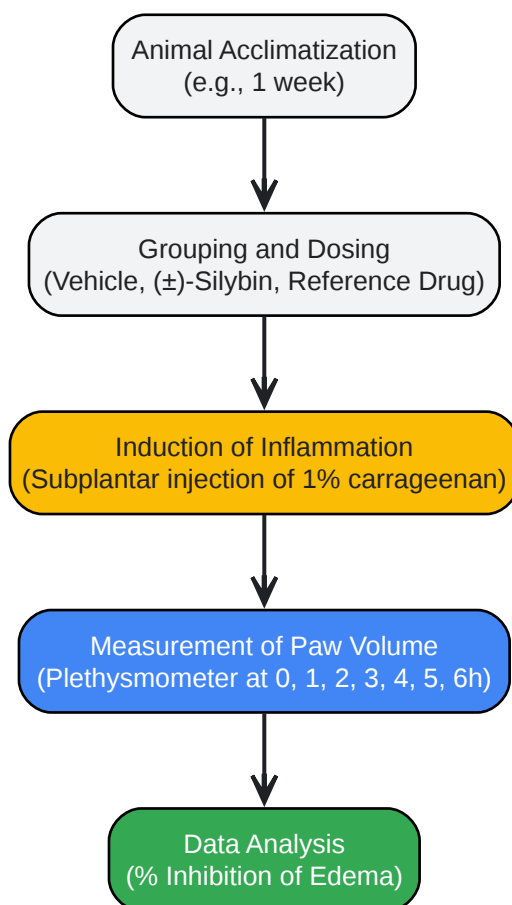 Animal Acclimatization
(e.g., 1 week)
Grouping and Dosing
(Vehicle, (±)-Silybin, Reference Drug)
Induction of Inflammation
(Subplantar injection of 1% carrageenan)
Measurement of Paw Volume
(Plethysmometer at 0, 1, 2, 3, 4, 5, 6h)
Data Analysis
(% Inhibition of Edema)